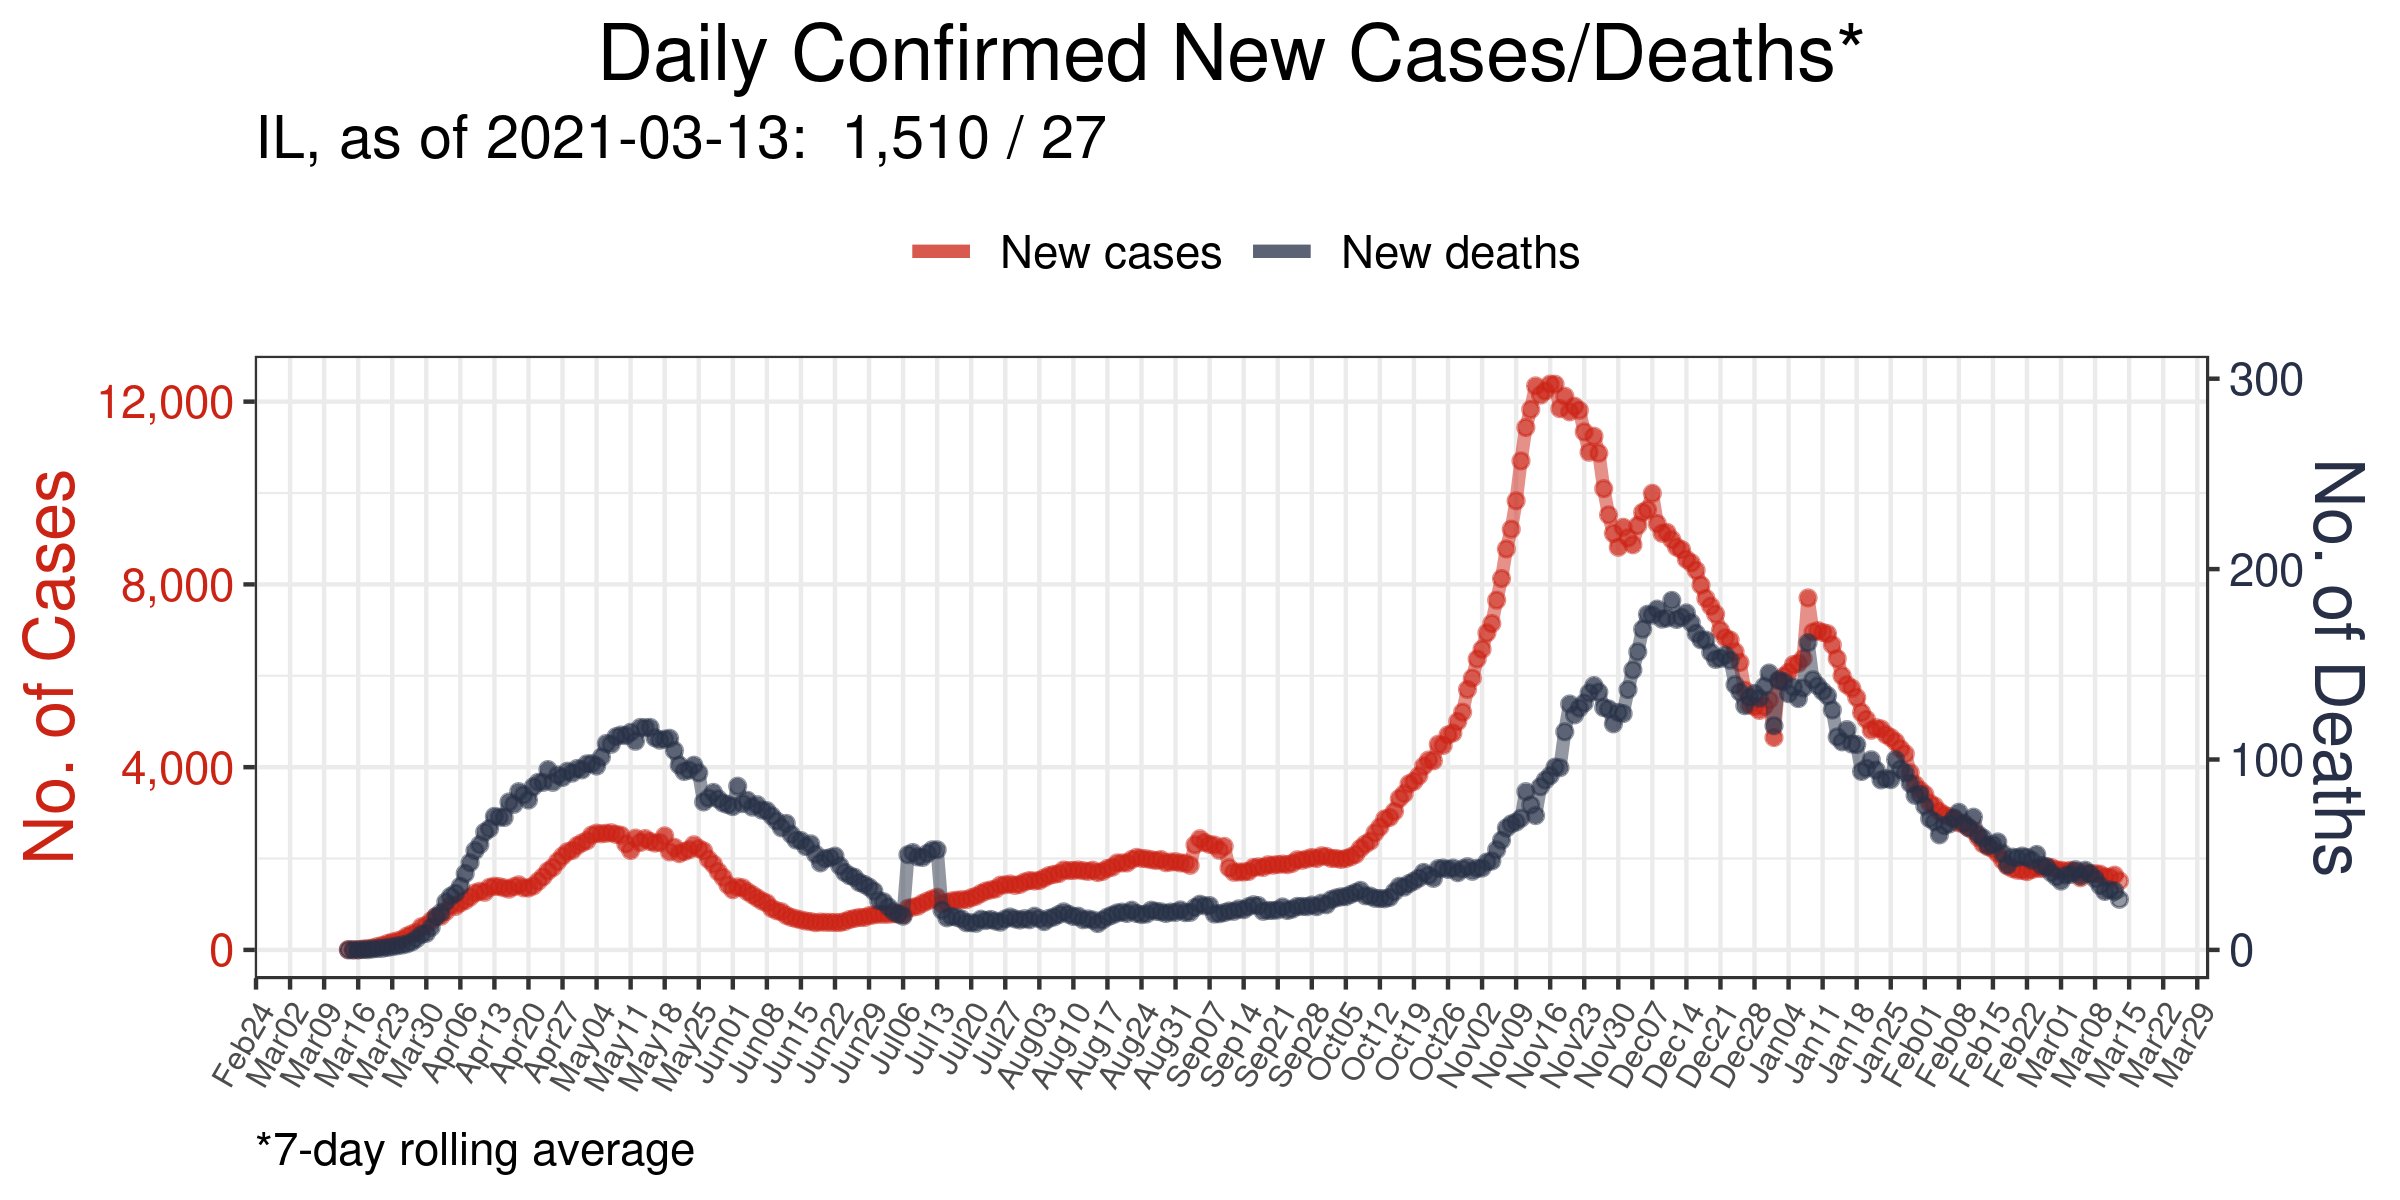 Daily Confirmed New Cases/Deaths*
IL, as of 2021-03-13:  1,510 / 27
New cases
New deaths
No. of Cases
12,000
8,000
4,000
0
300
200
100
0
No. of Deaths
Feb24
Mar02
Mar09
Mar16
Mar23
Mar30
Apr06
Apr13
Apr20
Apr27
May04
May11
May18
May25
Jun01
Jun08
Jun15
Jun22
Jun29
Jul06
Jul13
Jul20
Jul27
Aug03
Aug10
Aug17
Aug24
Aug31
Sep07
Sep14
Sep21
Sep28
Oct05
Oct12
Oct19
Oct26
Nov02
Nov09
Nov16
Nov23
Nov30
Dec07
Dec14
Dec21
Dec28
Jan04
Jan11
Jan18
Jan25
Feb01
Feb08
Feb15
Feb22
Mar01
Mar08
Mar15
Mar22
Mar29
*7-day rolling average